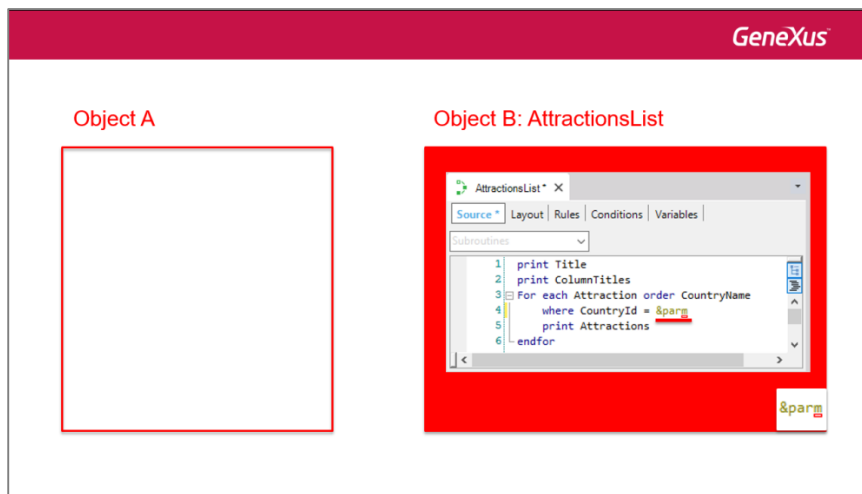 GeneXus
Object A
Object B: AttractionsList
AttractionsList*
Source * Layout Rules Conditions Variables
Subroutines
1 print Title
2 print ColumnTitles
3 For each Attraction order CountryName
4 where CountryId = &parm
5 print Attractions
6 endfor
&parm